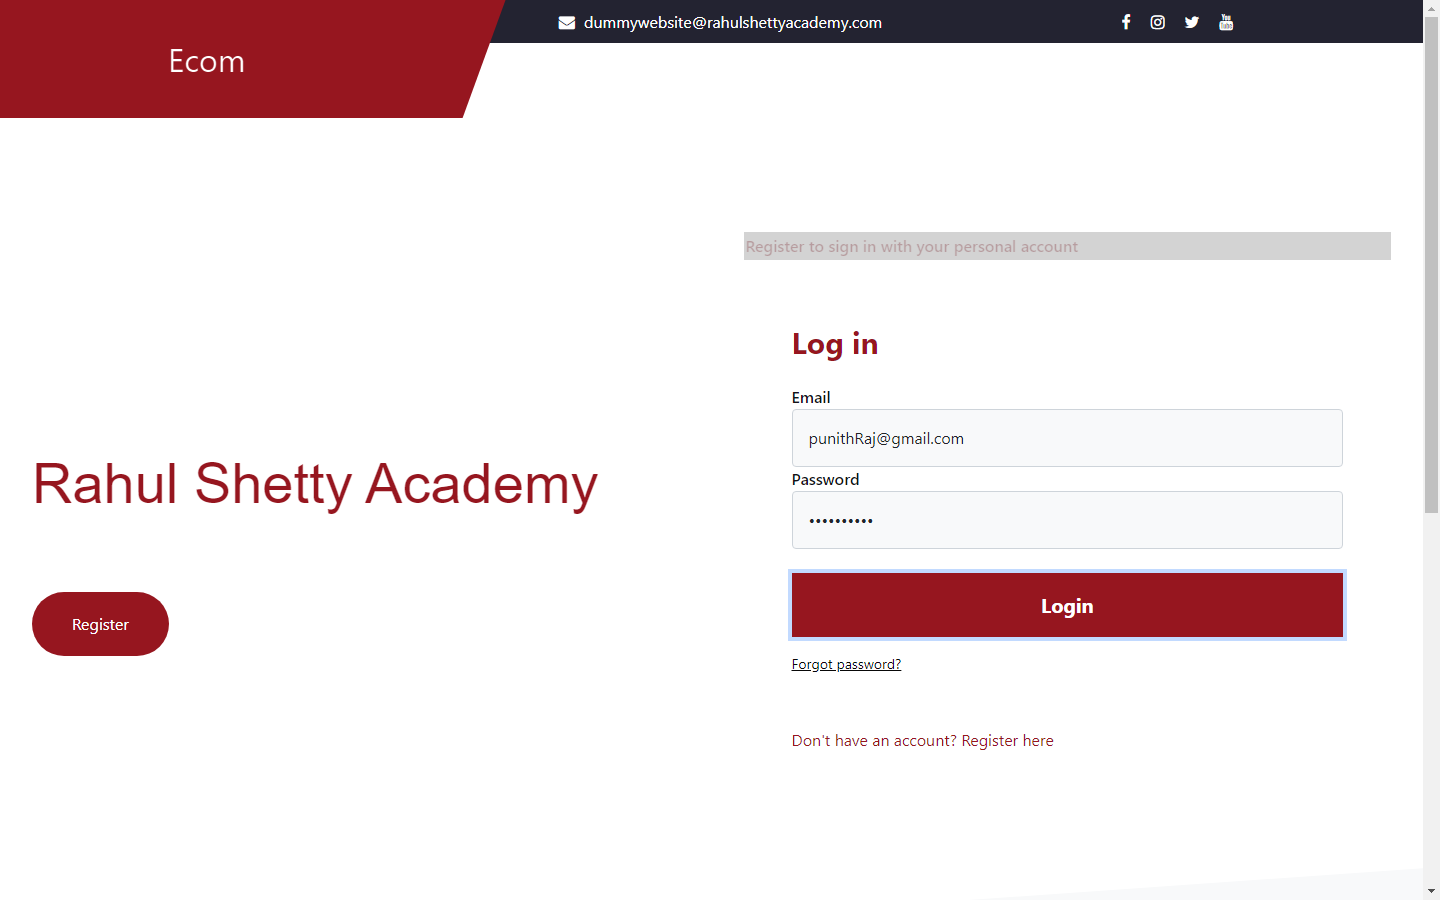 dummywebsite@rahulshettyacademy.com
Ecom
Register to sign in with your personal account
Log in
Email
punithRaj@gmail.com
Password
••••••••••
Rahul Shetty Academy
Login
Register
Forgot password?
Don't have an account? Register here